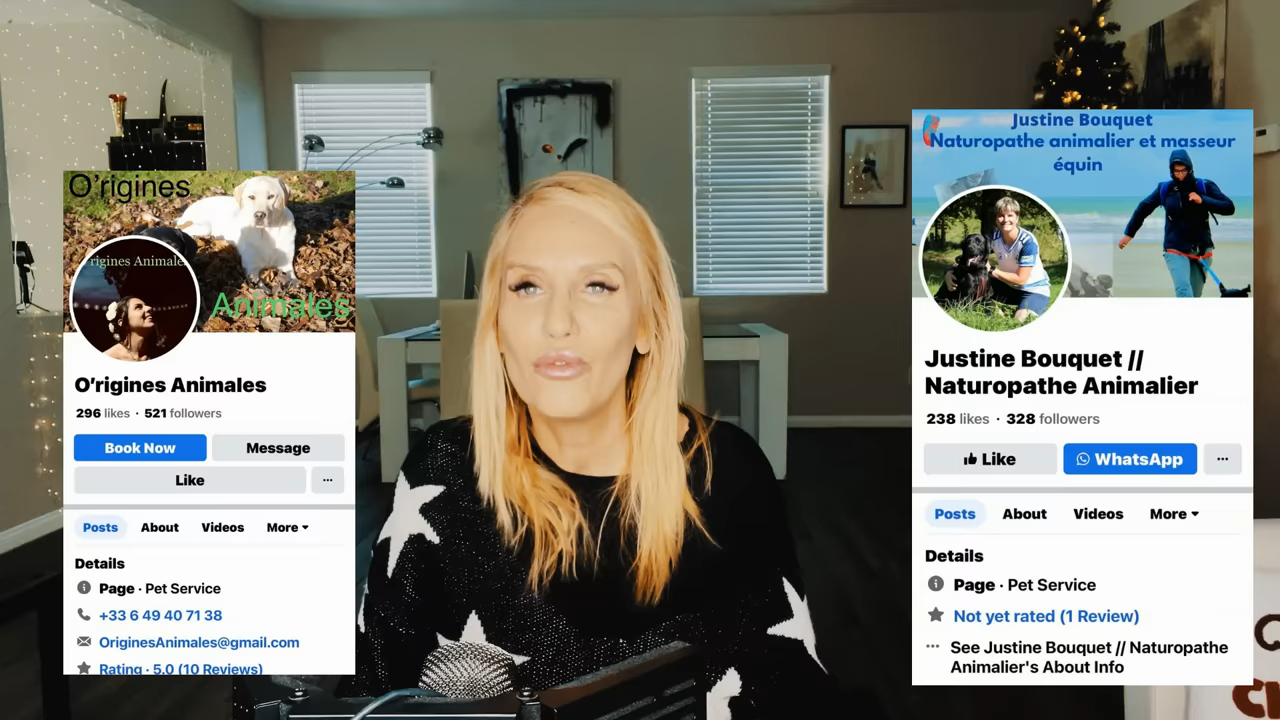 O'rigines
Animales
rigines Animale
O'rigines Animales
296 likes · 521 followers
Book Now
Message
Like
Posts
About
Videos
More
Details
Page · Pet Service
+33 6 49 40 71 38
OriginesAnimales@gmail.com
Rating · 5.0 (10 Reviews)
Justine Bouquet
Naturopathe animalier et masseur
équin
Justine Bouquet //
Naturopathe Animalier
238 likes · 328 followers
Like
WhatsApp
Posts
About
Videos
More
Details
Page · Pet Service
Not yet rated (1 Review)
See Justine Bouquet // Naturopathe
Animalier's About Info